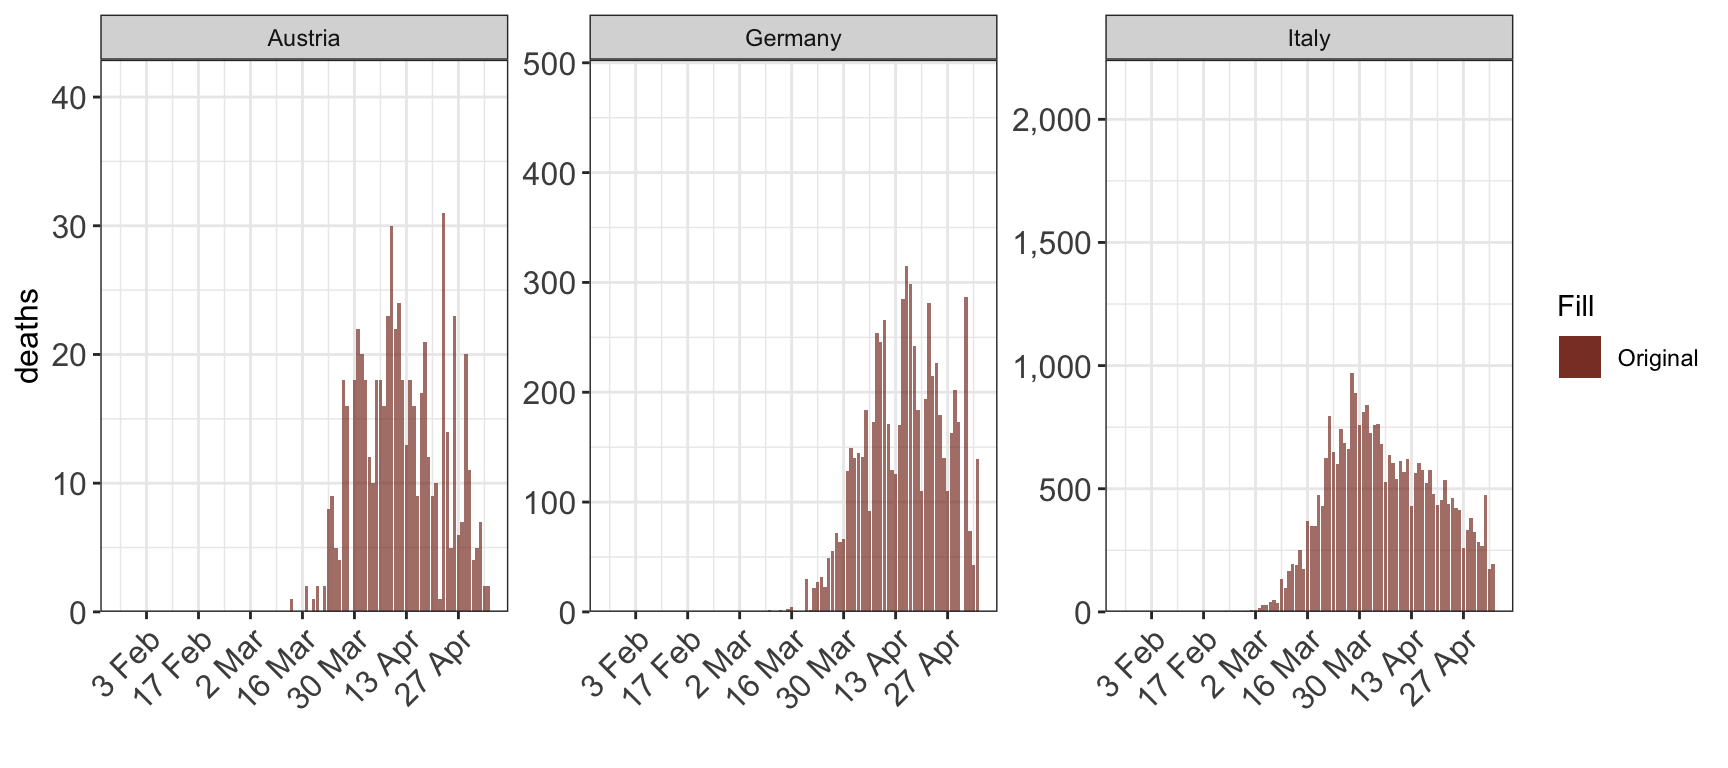 Austria
Germany
Italy
deaths
40
30
20
10
0
3 Feb
17 Feb
2 Mar
16 Mar
30 Mar
13 Apr
27 Apr
500
400
300
200
100
0
3 Feb
17 Feb
2 Mar
16 Mar
30 Mar
13 Apr
27 Apr
2,000
1,500
1,000
500
0
3 Feb
17 Feb
2 Mar
16 Mar
30 Mar
13 Apr
27 Apr
Fill
Original